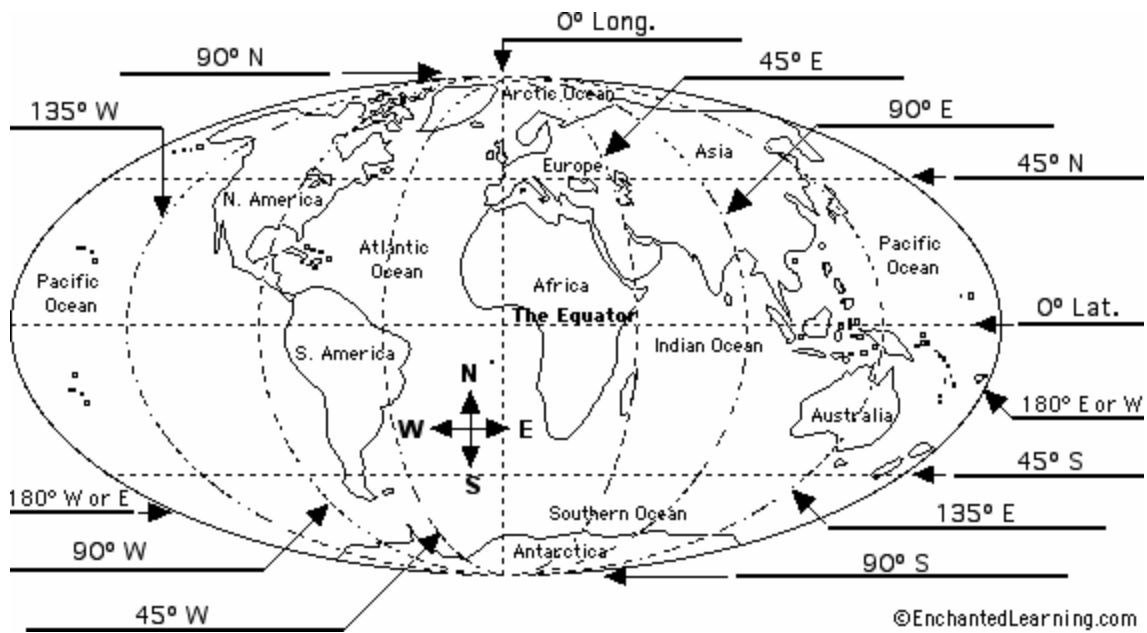 0º Long.
90º N
45º E
Arctic Ocean
135º W
90º E
Asia
Europe
45º N
N. America
Atlantic
Ocean
Pacific
Ocean
Pacific
Ocean
Africa
The Equator
0º Lat.
S. America
Indian Ocean
N
W
E
S
Australia
180º E or W
45º S
180º W or E
Southern Ocean
135º E
90º W
Antarctica
90º S
45º W
©EnchantedLearning.com